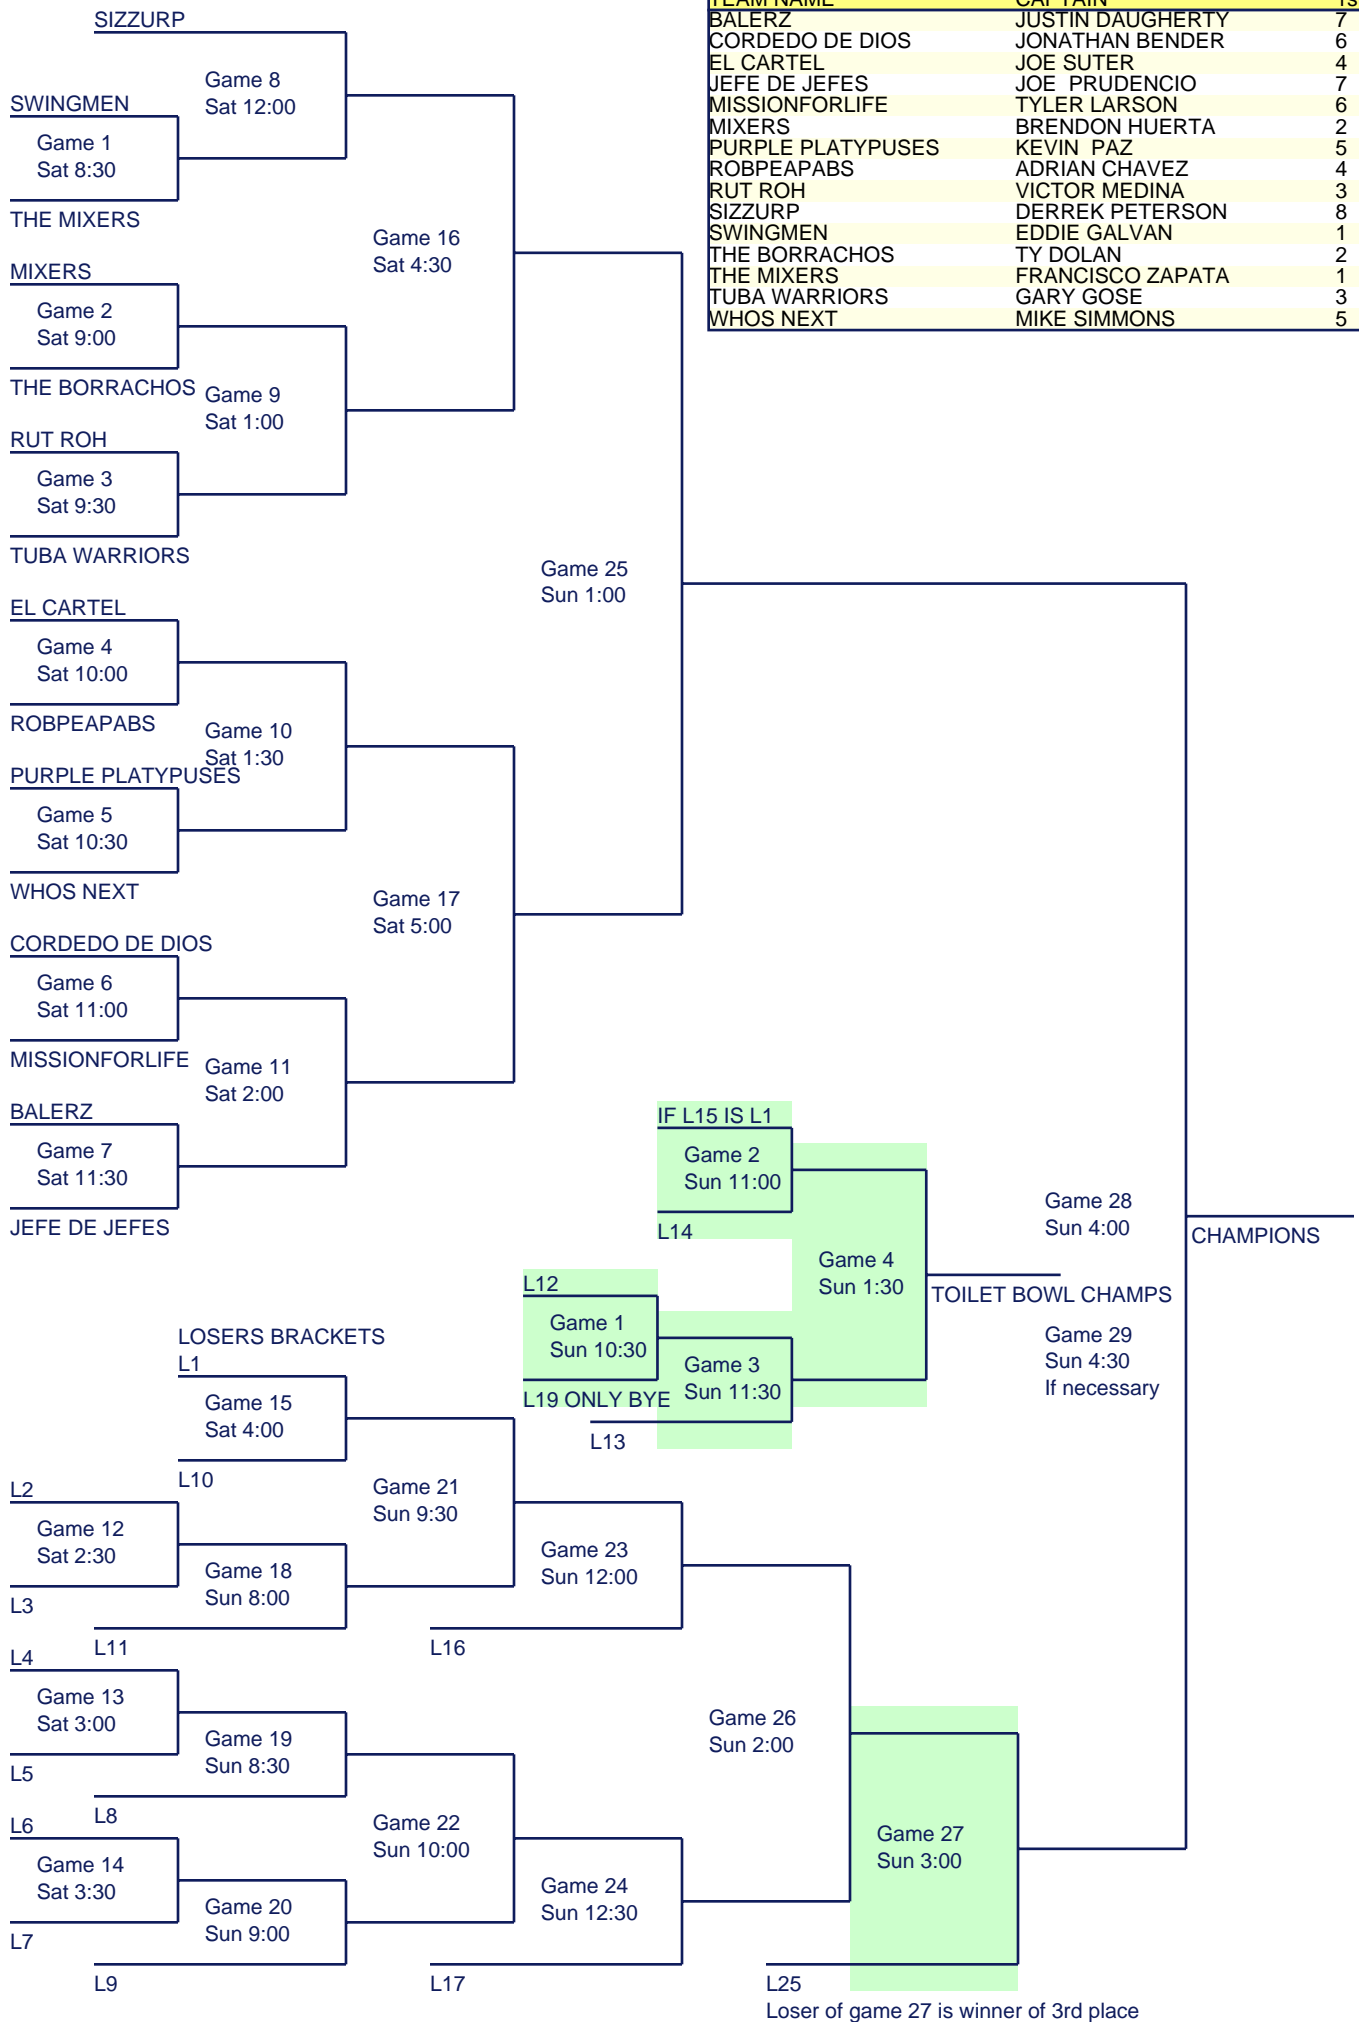 TEAM NAME CAPTAIN 1s
BALERZ JUSTIN DAUGHERTY 7
CORDEDO DE DIOS JONATHAN BENDER 6
EL CARTEL JOE SUTER 4
JEFE DE JEFES JOE PRUDENCIO 7
MISSIONFORLIFE TYLER LARSON 6
MIXERS BRENDON HUERTA 2
PURPLE PLATYPUSES KEVIN PAZ 5
ROBPEAPABS ADRIAN CHAVEZ 4
RUT ROH VICTOR MEDINA 3
SIZZURP DERREK PETERSON 8
SWINGMEN EDDIE GALVAN 1
THE BORRACHOS TY DOLAN 2
THE MIXERS FRANCISCO ZAPATA 1
TUBA WARRIORS GARY GOSE 3
WHOS NEXT MIKE SIMMONS 5
SIZZURP
Game 8
Sat 12:00
SWINGMEN
Game 1
Sat 8:30
THE MIXERS
Game 16
Sat 4:30
MIXERS
Game 2
Sat 9:00
THE BORRACHOS
Game 9
Sat 1:00
RUT ROH
Game 3
Sat 9:30
TUBA WARRIORS
Game 25
Sun 1:00
EL CARTEL
Game 4
Sat 10:00
ROBPEAPABS
Game 10
Sat 1:30
PURPLE PLATYPUSES
Game 5
Sat 10:30
WHOS NEXT
Game 17
Sat 5:00
CORDEDO DE DIOS
Game 6
Sat 11:00
MISSIONFORLIFE
Game 11
Sat 2:00
BALERZ
Game 7
Sat 11:30
JEFE DE JEFES
IF L15 IS L1
Game 2
Sun 11:00
L14
Game 28
Sun 4:00
CHAMPIONS
Game 4
Sun 1:30
TOILET BOWL CHAMPS
L12
Game 1
Sun 10:30
L19 ONLY BYE
Game 3
Sun 11:30
L13
Game 29
Sun 4:30
If necessary
LOSERS BRACKETS
L1
Game 15
Sat 4:00
L10
Game 21
Sun 9:30
L2
Game 12
Sat 2:30
L3
Game 18
Sun 8:00
L11
Game 23
Sun 12:00
L16
L4
Game 13
Sat 3:00
L5
Game 19
Sun 8:30
L8
Game 26
Sun 2:00
L6
Game 14
Sat 3:30
L7
Game 22
Sun 10:00
Game 20
Sun 9:00
L9
Game 24
Sun 12:30
L17
Game 27
Sun 3:00
L25
Loser of game 27 is winner of 3rd place